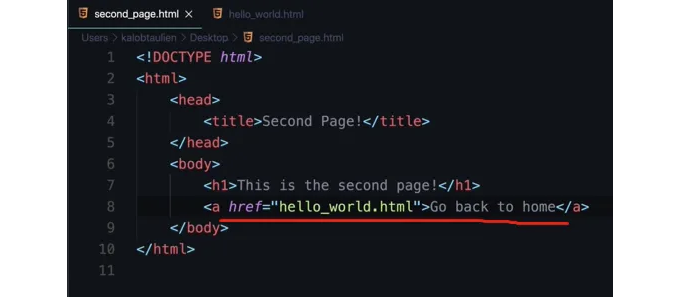 second_page.html × hello_world.html
Users > kalobtaulien > Desktop > second_page.html
1 <!DOCTYPE html>
2 <html>
3 <head>
4 <title>Second Page!</title>
5 </head>
6 <body>
7 <h1>This is the second page!</h1>
8 <a href="hello_world.html">Go back to home</a>
9 </body>
10 </html>
11